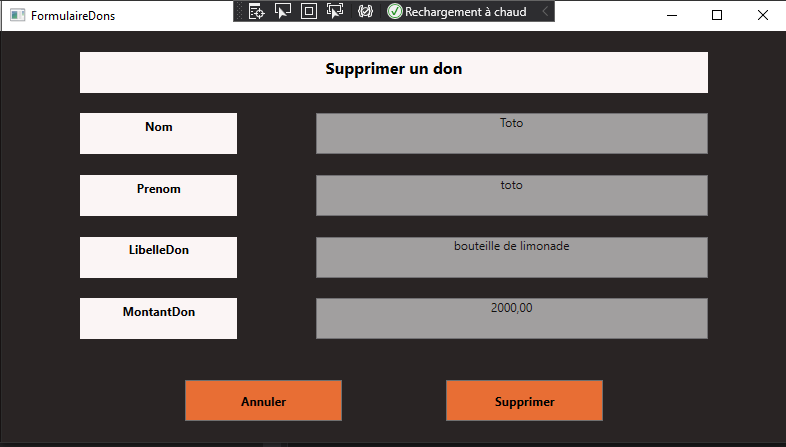 FormulaireDons
Rechargement à chaud
Supprimer un don
Nom
Toto
Prenom
toto
LibelleDon
bouteille de limonade
MontantDon
2000,00
Annuler
Supprimer